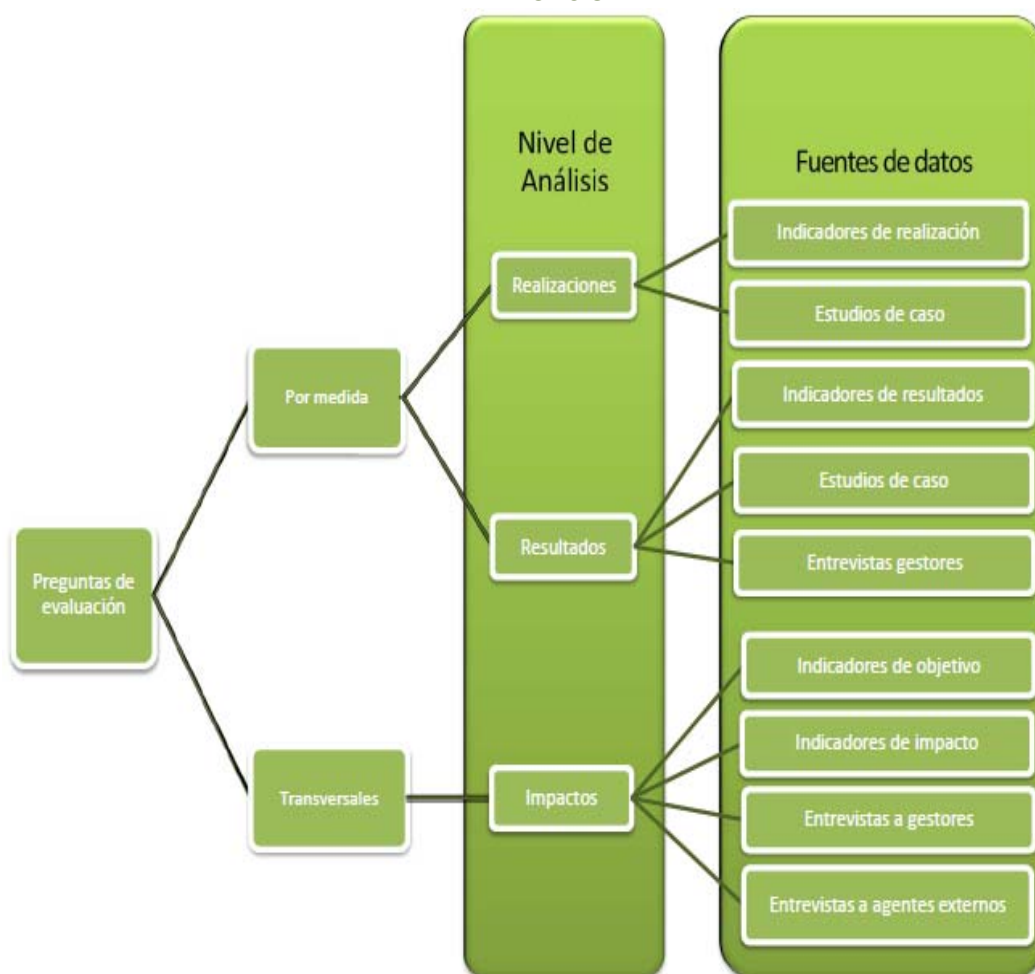 Nivel de
Análisis
Fuentes de datos
Indicadores de realización
Realizaciones
Estudios de caso
Por medida
Indicadores de resultados
Estudios de caso
Resultados
Entrevistas gestores
Preguntas de
evaluación
Indicadores de objetivo
Indicadores de impacto
Transversales
Impactos
Entrevistas a gestores
Entrevistas a agentes externos